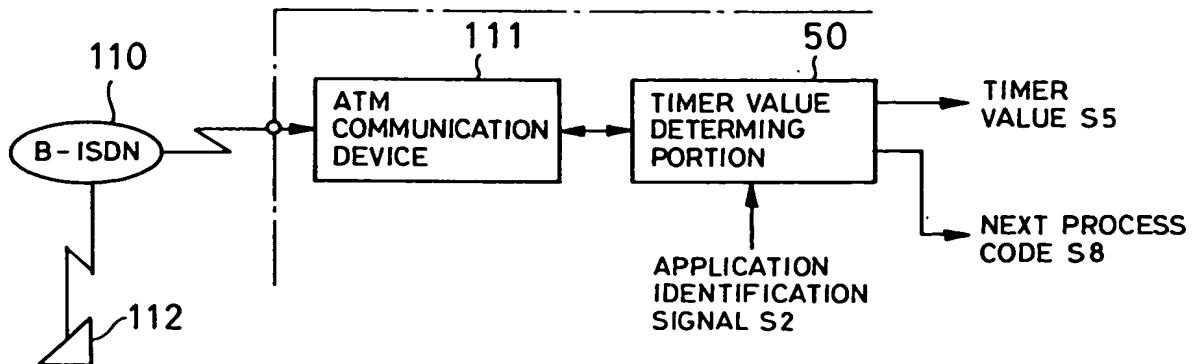 110
B-ISDN
112
111
ATM
COMMUNICATION
DEVICE
50
TIMER VALUE
DETERMING
PORTION
APPLICATION
IDENTIFICATION
SIGNAL S2
TIMER
VALUE S5
NEXT PROCESS
CODE S8